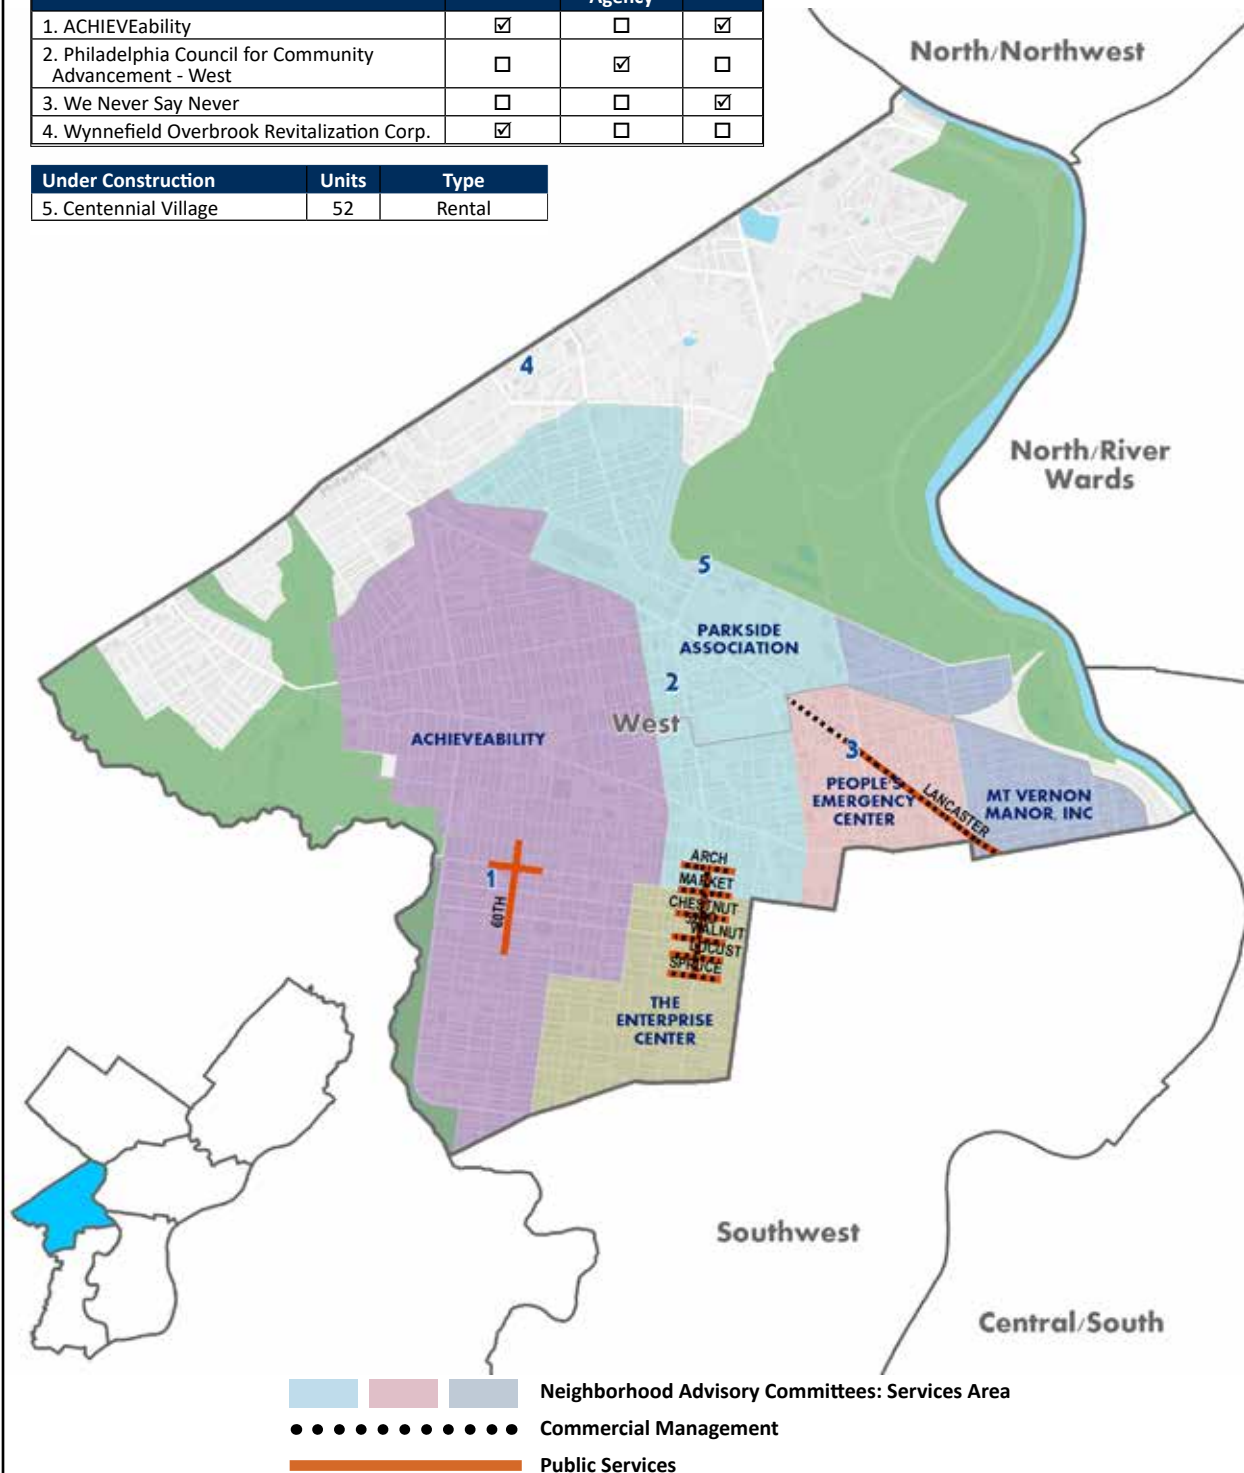 Agency
1. ACHIEVEability ☑ ☐ ☑
2. Philadelphia Council for Community
Advancement - West ☐ ☑ ☐
3. We Never Say Never ☐ ☐ ☑
4. Wynnefield Overbrook Revitalization Corp. ☑ ☐ ☐
Under Construction Units Type
5. Centennial Village 52 Rental
North/Northwest
4
North/River
Wards
5
PARKSIDE
ASSOCIATION
2
West
ACHIEVEABILITY
3
PEOPLE'S
EMERGENCY
CENTER
LANCASTER
MT VERNON
MANOR, INC
1
60TH
ARCH
MARKET
CHESTNUT
WALNUT
LOCUST
SPRUCE
THE
ENTERPRISE
CENTER
Southwest
Central/South
Neighborhood Advisory Committees: Services Area
Commercial Management
Public Services